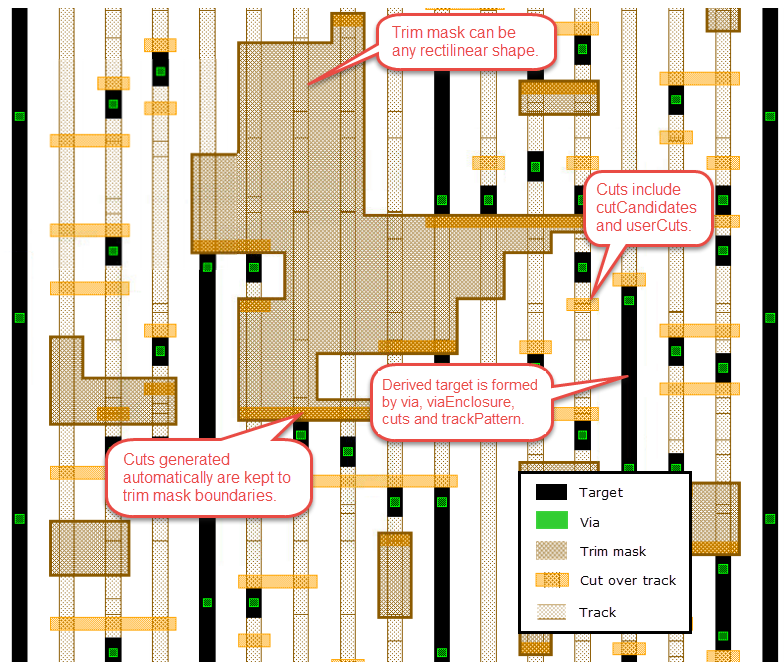 Trim mask can be
any rectilinear shape.
Cuts include
cutCandidates
and userCuts.
Derived target is formed
by via, viaEnclosure,
cuts and trackPattern.
Cuts generated
automatically are kept to
trim mask boundaries.
Target
Via
Trim mask
Cut over track
Track